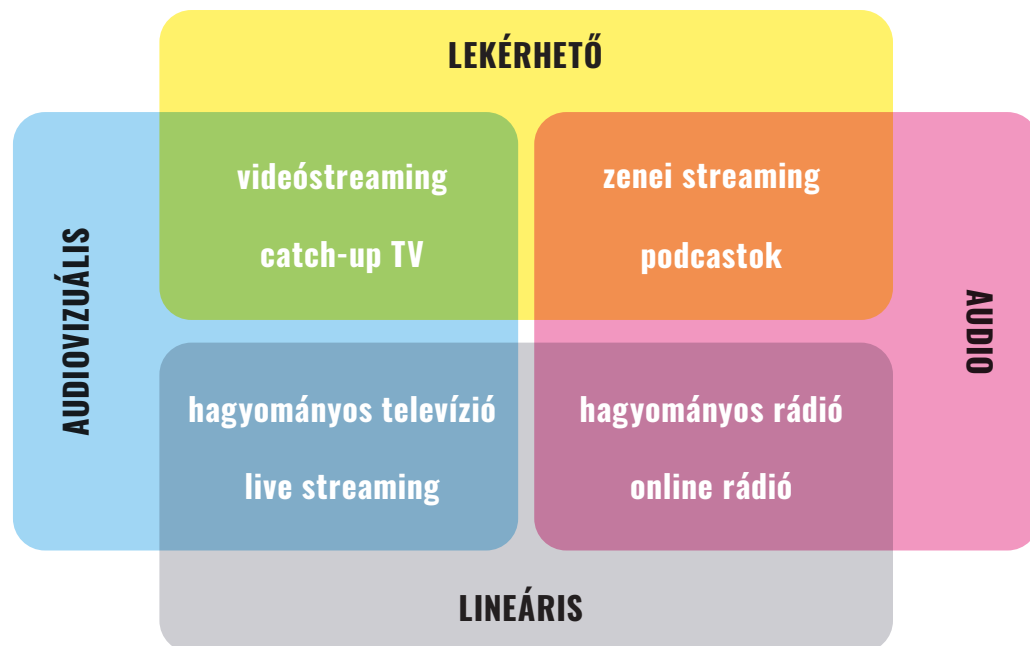 LEKÉRHETŐ
AUDIOVIZUÁLIS
videóstreaming
catch-up TV
zenei streaming
podcastok
AUDIO
hagyományos televízió
live streaming
hagyományos rádió
online rádió
LINEÁRIS